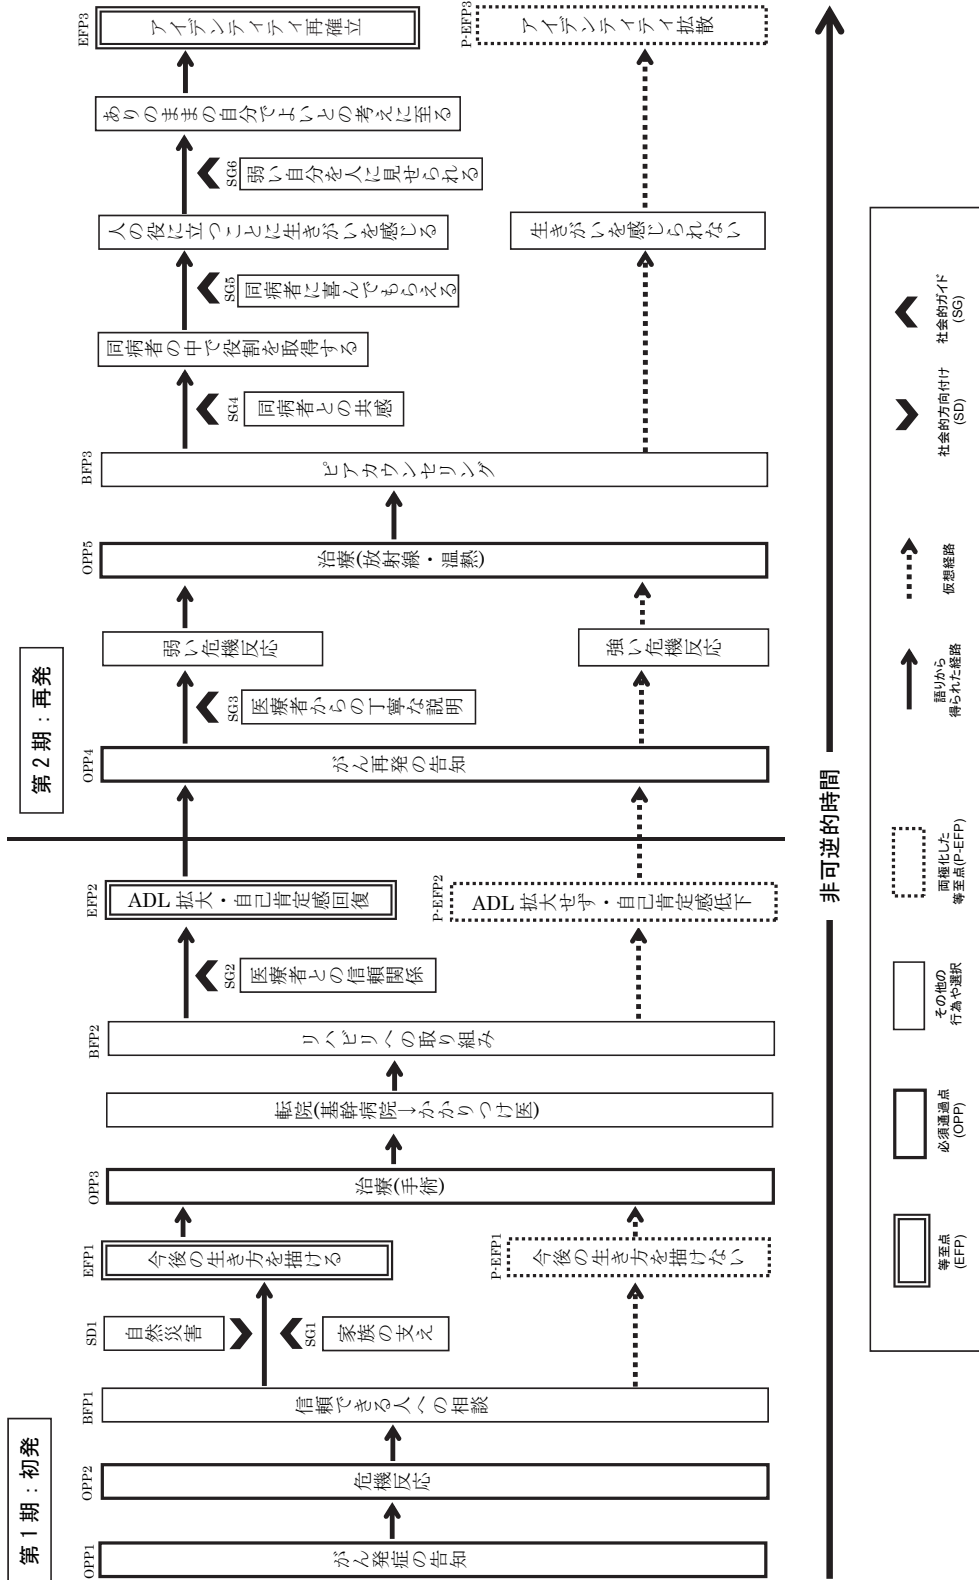 第1期：初発
OPP1
がん発症の告知
OPP2
危機反応
BFP1
信頼できる人への相談
SD1
自然災害
SG1
家族の支え
EFP1
今後の生き方を描ける
P-EFP1
今後の生き方を描けない
OPP3
治療(手術)
転院(基幹病院→かかりつけ医)
BFP2
リハビリへの取り組み
SG2
医療者との信頼関係
EFP2
ADL 拡大・自己肯定感回復
P-EFP2
ADL 拡大せず・自己肯定感低下
第2期：再発
OPP4
がん再発の告知
SG3
医療者からの丁寧な説明
弱い危機反応
強い危機反応
OPP5
治療(放射線・温熱)
BFP3
ピアカウンセリング
SG4
同病者との共感
同病者の中で役割を取得する
SG5
同病者に喜んでもらえる
人の役に立つことに生きがいを感じる
生きがいを感じられない
SG6
弱い自分を人に見せられる
ありのままの自分でよいとの考えに至る
EFP3
アイデンティティ再確立
P-EFP3
アイデンティティ拡散
非可逆的時間
等至点
(EFP)
必須通過点
(OPP)
その他の
行為や選択
両極化した
等至点(P-EFP)
語りから
得られた経路
仮想経路
社会的方向付け
(SD)
社会的ガイド
(SG)